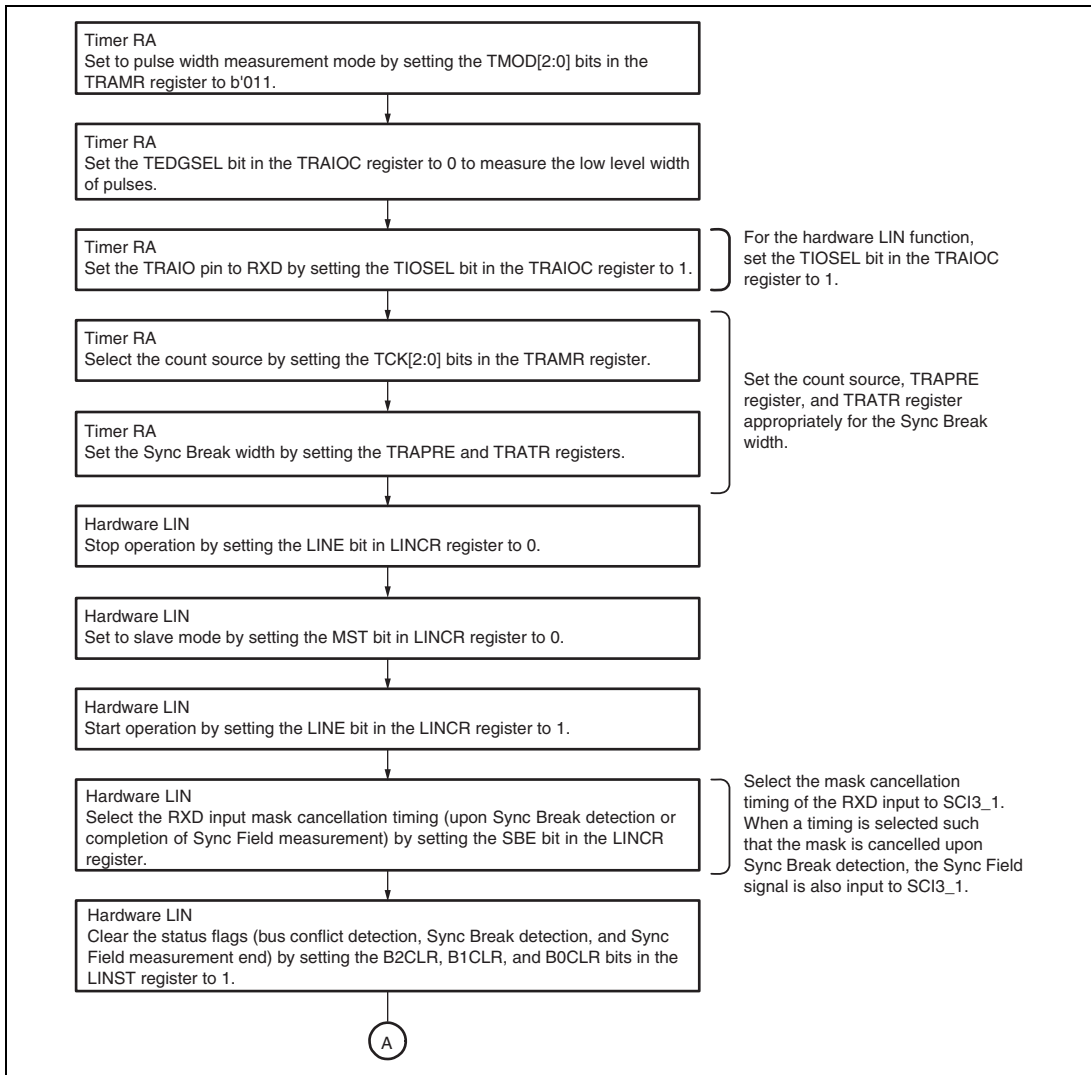 Timer RA
Set to pulse width measurement mode by setting the TMOD[2:0] bits in the
TRAMR register to b'011.
Timer RA
Set the TEDGSEL bit in the TRAIOC register to 0 to measure the low level width
of pulses.
Timer RA
Set the TRAIO pin to RXD by setting the TIOSEL bit in the TRAIOC register to 1.
For the hardware LIN function,
set the TIOSEL bit in the TRAIOC
register to 1.
Timer RA
Select the count source by setting the TCK[2:0] bits in the TRAMR register.
Timer RA
Set the Sync Break width by setting the TRAPRE and TRATR registers.
Set the count source, TRAPRE
register, and TRATR register
appropriately for the Sync Break
width.
Hardware LIN
Stop operation by setting the LINE bit in LINCR register to 0.
Hardware LIN
Set to slave mode by setting the MST bit in LINCR register to 0.
Hardware LIN
Start operation by setting the LINE bit in the LINCR register to 1.
Hardware LIN
Select the RXD input mask cancellation timing (upon Sync Break detection or
completion of Sync Field measurement) by setting the SBE bit in the LINCR
register.
Select the mask cancellation
timing of the RXD input to SCI3_1.
When a timing is selected such
that the mask is cancelled upon
Sync Break detection, the Sync Field
signal is also input to SCI3_1.
Hardware LIN
Clear the status flags (bus conflict detection, Sync Break detection, and Sync
Field measurement end) by setting the B2CLR, B1CLR, and B0CLR bits in the
LINST register to 1.
A